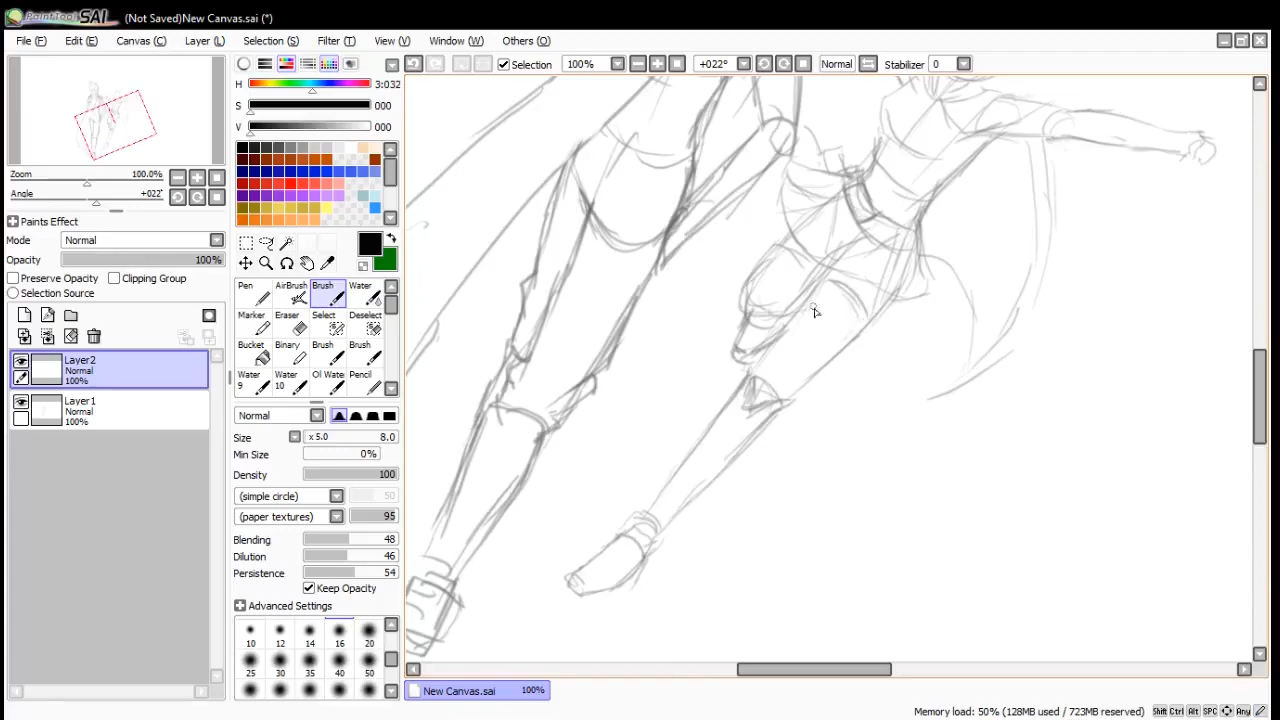 PaintTool SAI (Not Saved)New Canvas.sai (*)
File (F) Edit (E) Canvas (C) Layer (L) Selection (S) Filter (T) View (V) Window (W) Others (O)
Selection 100% +022° Normal Stabilizer 0
H 3:032
S 000
V 000
Zoom 100.0%
Angle +022°
Paints Effect
Mode Normal
Opacity 100%
Preserve Opacity Clipping Group
Selection Source
Layer2
Normal
100%
Layer1
Normal
100%
Pen AirBrush Brush Water
Marker Eraser Select Deselect
Bucket Binary Brush Brush
Water 9 Water 10 Oil Water Pencil
Normal
Size x 5.0 8.0
Min Size 0%
Density 100
(simple circle) 50
(paper textures) 95
Blending 48
Dilution 46
Persistence 54
Keep Opacity
Advanced Settings
10 12 14 16 20
25 30 35 40 50
New Canvas.sai 100%
Memory load: 50% (128MB used / 723MB reserved) Shift Ctrl Alt SPC Any